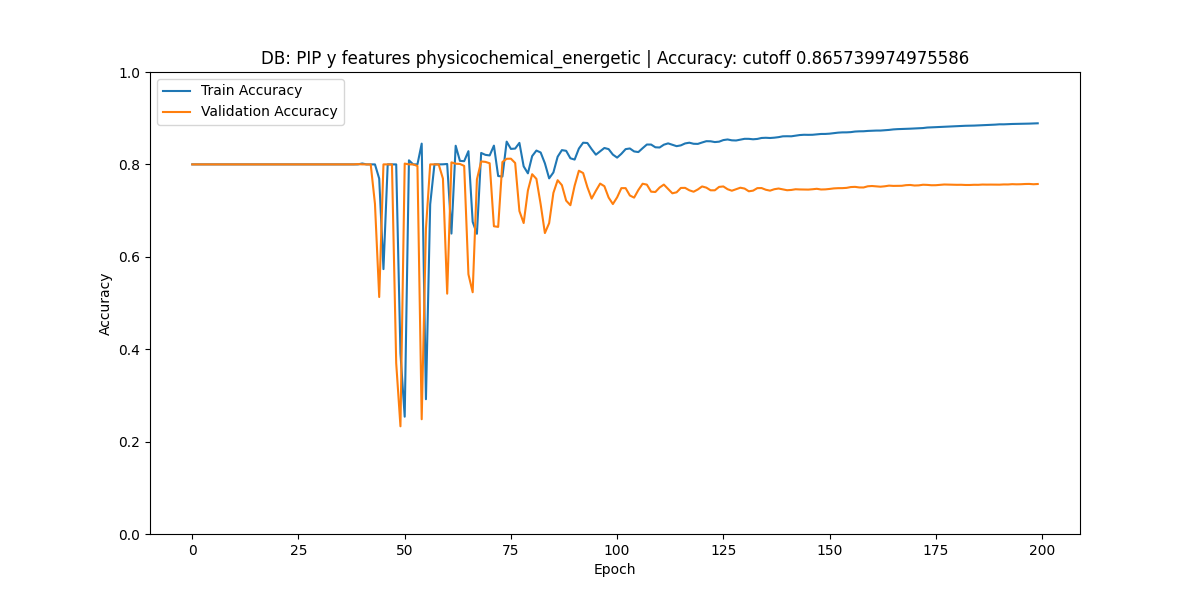 DB: PIP y features physicochemical_energetic | Accuracy: cutoff 0.865739974975586
Train Accuracy
Validation Accuracy
1.0
0.8
0.6
0.4
0.2
0.0
Accuracy
0 25 50 75 100 125 150 175 200
Epoch